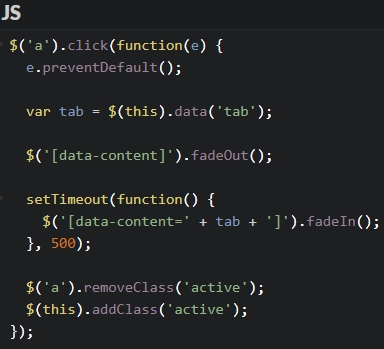 JS
$('a').click(function(e) {
  e.preventDefault();
  var tab = $(this).data('tab');
  $('[data-content]').fadeOut();
  setTimeout(function() {
    $('[data-content=' + tab + ']').fadeIn();
  }, 500);
  $('a').removeClass('active');
  $(this).addClass('active');
});